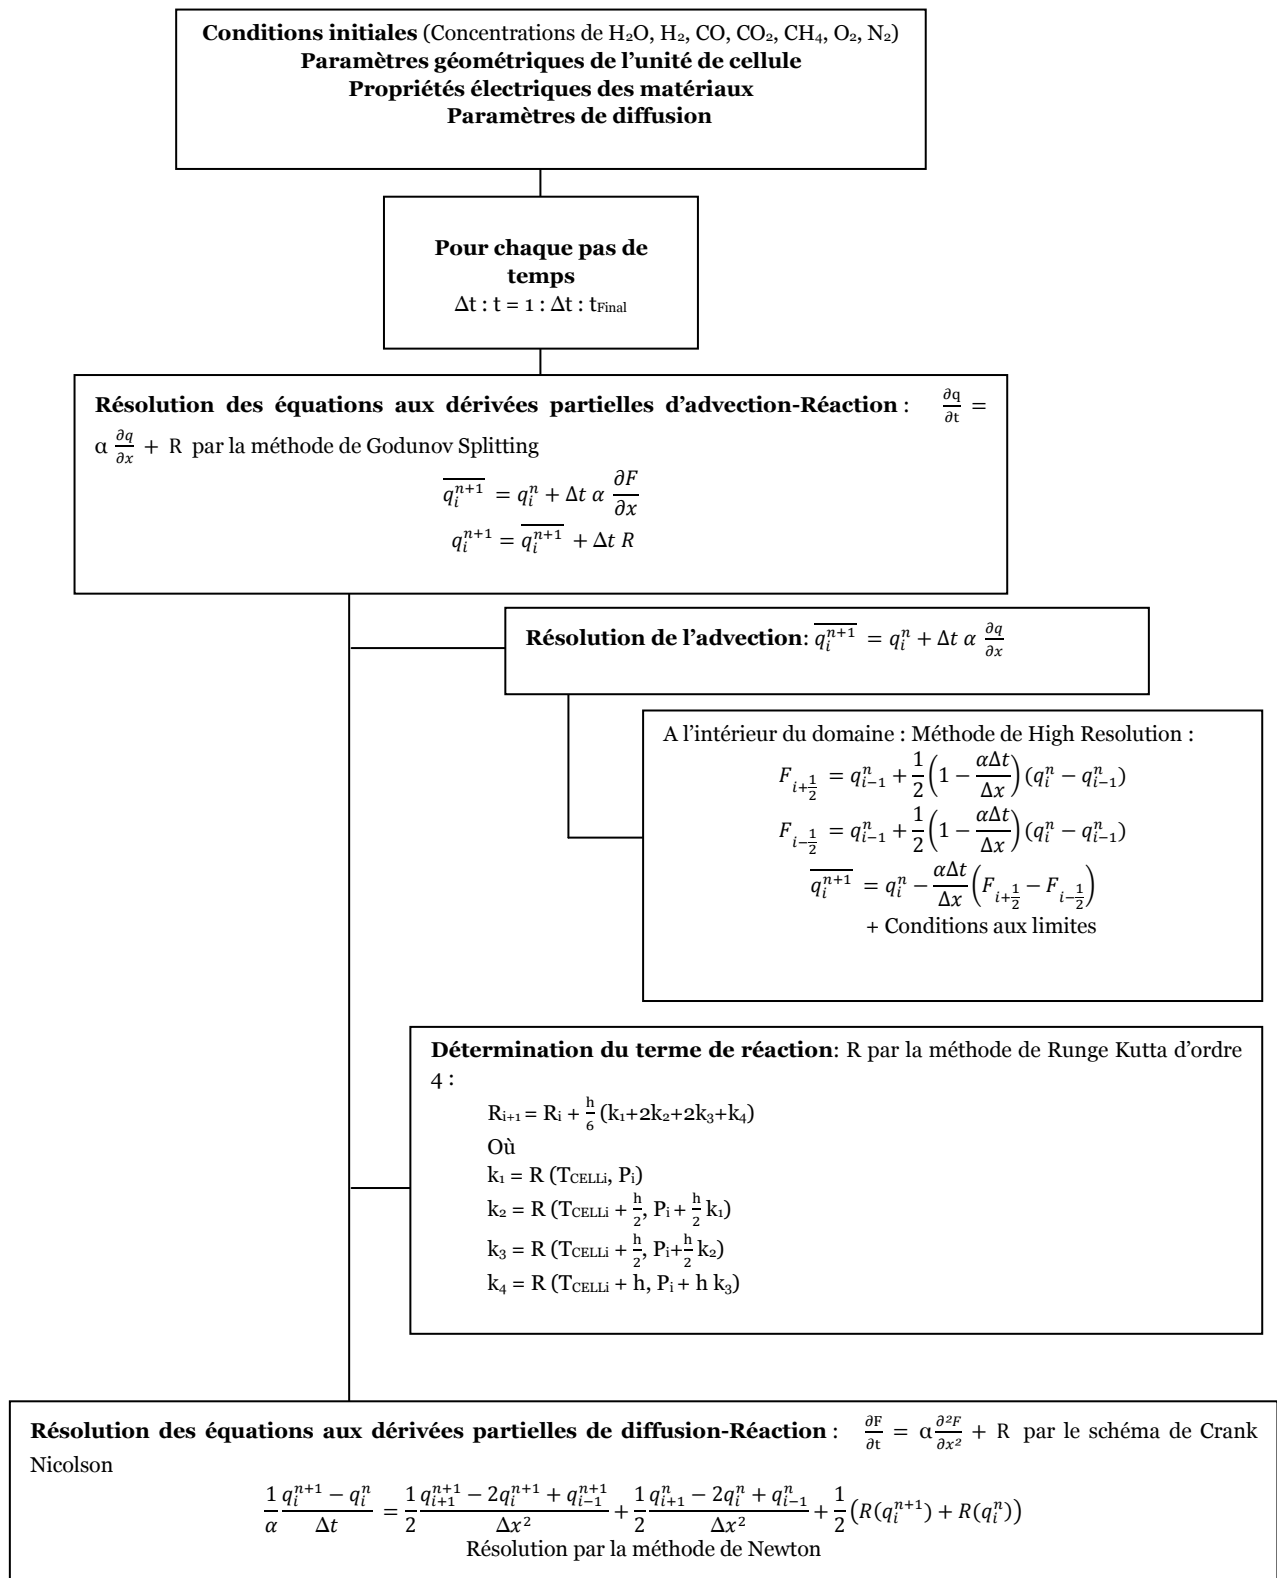 Conditions initiales (Concentrations de H₂O, H₂, CO, CO₂, CH₄, O₂, N₂)
Paramètres géométriques de l’unité de cellule
Propriétés électriques des matériaux
Paramètres de diffusion
Pour chaque pas de
temps
Δt : t = 1 : Δt : t_Final
Résolution des équations aux dérivées partielles d’advection-Réaction : ∂q/∂t =
α ∂q/∂x + R par la méthode de Godunov Splitting
\overline{q_i^{n+1}} = q_i^n + Δt α ∂F/∂x
q_i^{n+1} = \overline{q_i^{n+1}} + Δt R
Résolution de l’advection: \overline{q_i^{n+1}} = q_i^n + Δt α ∂q/∂x
A l’intérieur du domaine : Méthode de High Resolution :
F_{i+1/2} = q_{i-1}^n + 1/2 (1 − αΔt/Δx) (q_i^n − q_{i-1}^n)
F_{i-1/2} = q_{i-1}^n + 1/2 (1 − αΔt/Δx) (q_i^n − q_{i-1}^n)
\overline{q_i^{n+1}} = q_i^n − αΔt/Δx (F_{i+1/2} − F_{i-1/2})
+ Conditions aux limites
Détermination du terme de réaction: R par la méthode de Runge Kutta d’ordre
4 :
R_{i+1} = R_i + h/6 (k₁+2k₂+2k₃+k₄)
Où
k₁ = R (T_{CELLi}, P_i)
k₂ = R (T_{CELLi} + h/2, P_i + h/2 k₁)
k₃ = R (T_{CELLi} + h/2, P_i+ h/2 k₂)
k₄ = R (T_{CELLi} + h, P_i + h k₃)
Résolution des équations aux dérivées partielles de diffusion-Réaction : ∂F/∂t = α ∂²F/∂x² + R par le schéma de Crank
Nicolson
1/α (q_i^{n+1} − q_i^n)/Δt = 1/2 (q_{i+1}^{n+1} − 2q_i^{n+1} + q_{i-1}^{n+1})/Δx² + 1/2 (q_{i+1}^n − 2q_i^n + q_{i-1}^n)/Δx² + 1/2 (R(q_i^{n+1}) + R(q_i^n))
Résolution par la méthode de Newton